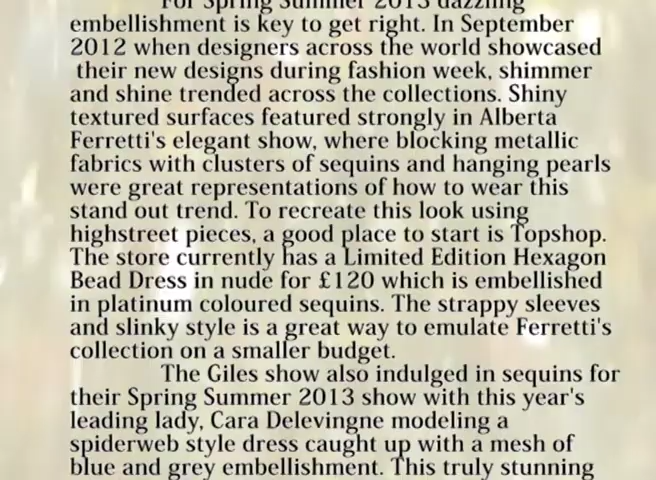 For Spring Summer 2013 dazzling
embellishment is key to get right. In September
2012 when designers across the world showcased
their new designs during fashion week, shimmer
and shine trended across the collections. Shiny
textured surfaces featured strongly in Alberta
Ferretti's elegant show, where blocking metallic
fabrics with clusters of sequins and hanging pearls
were great representations of how to wear this
stand out trend. To recreate this look using
highstreet pieces, a good place to start is Topshop.
The store currently has a Limited Edition Hexagon
Bead Dress in nude for £120 which is embellished
in platinum coloured sequins. The strappy sleeves
and slinky style is a great way to emulate Ferretti's
collection on a smaller budget.
The Giles show also indulged in sequins for
their Spring Summer 2013 show with this year's
leading lady, Cara Delevingne modeling a
spiderweb style dress caught up with a mesh of
blue and grey embellishment. This truly stunning